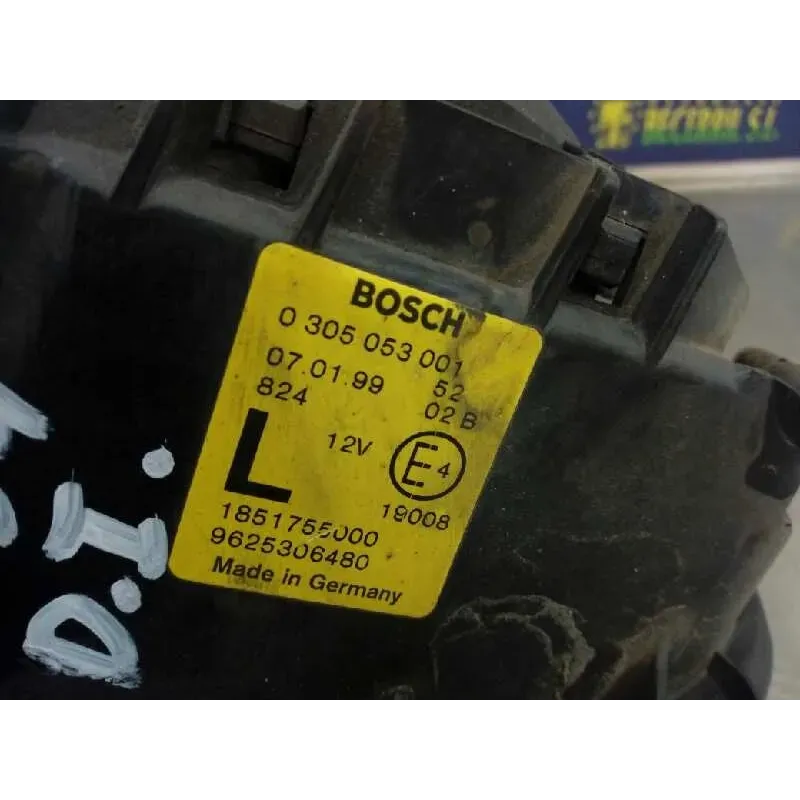 BOSCH
0 305 053 001
07.01.99 52
824 02 B
L 12V E4
19008
1851755000
9625306480
Made in Germany
D.I.